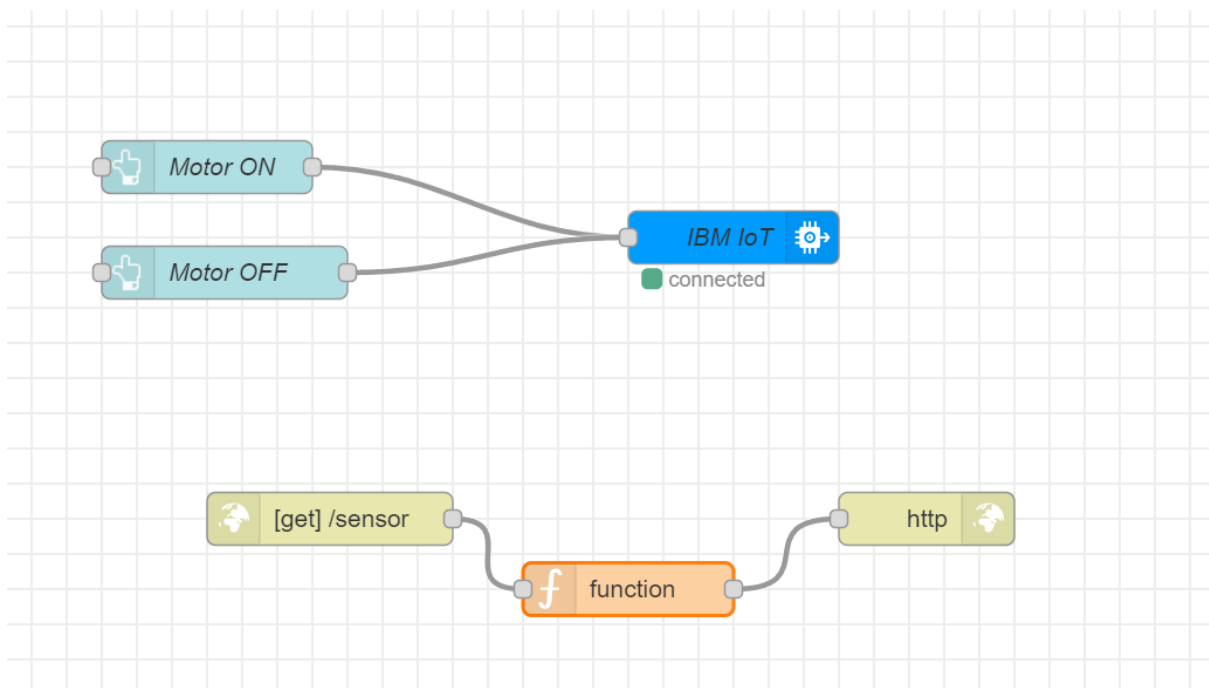 Motor ON
IBM IoT
Motor OFF
connected
[get] /sensor
http
function